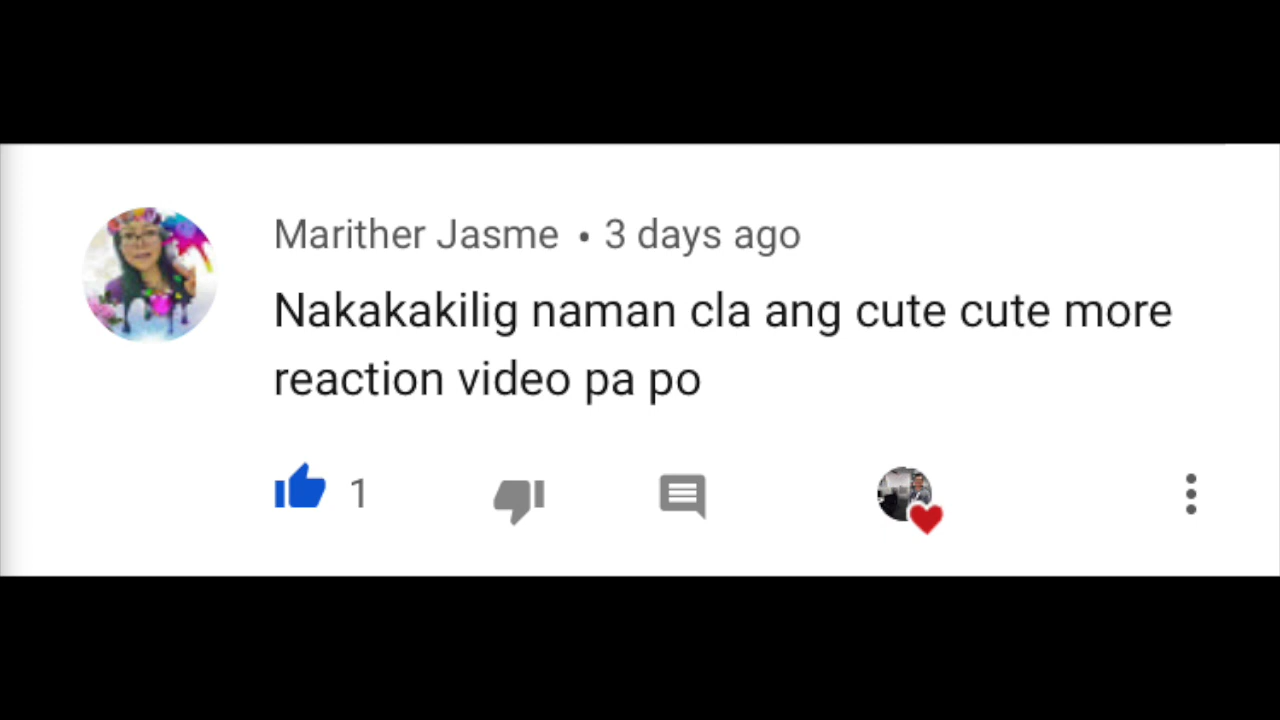 Marither Jasme • 3 days ago
Nakakakilig naman cla ang cute cute more
reaction video pa po
1